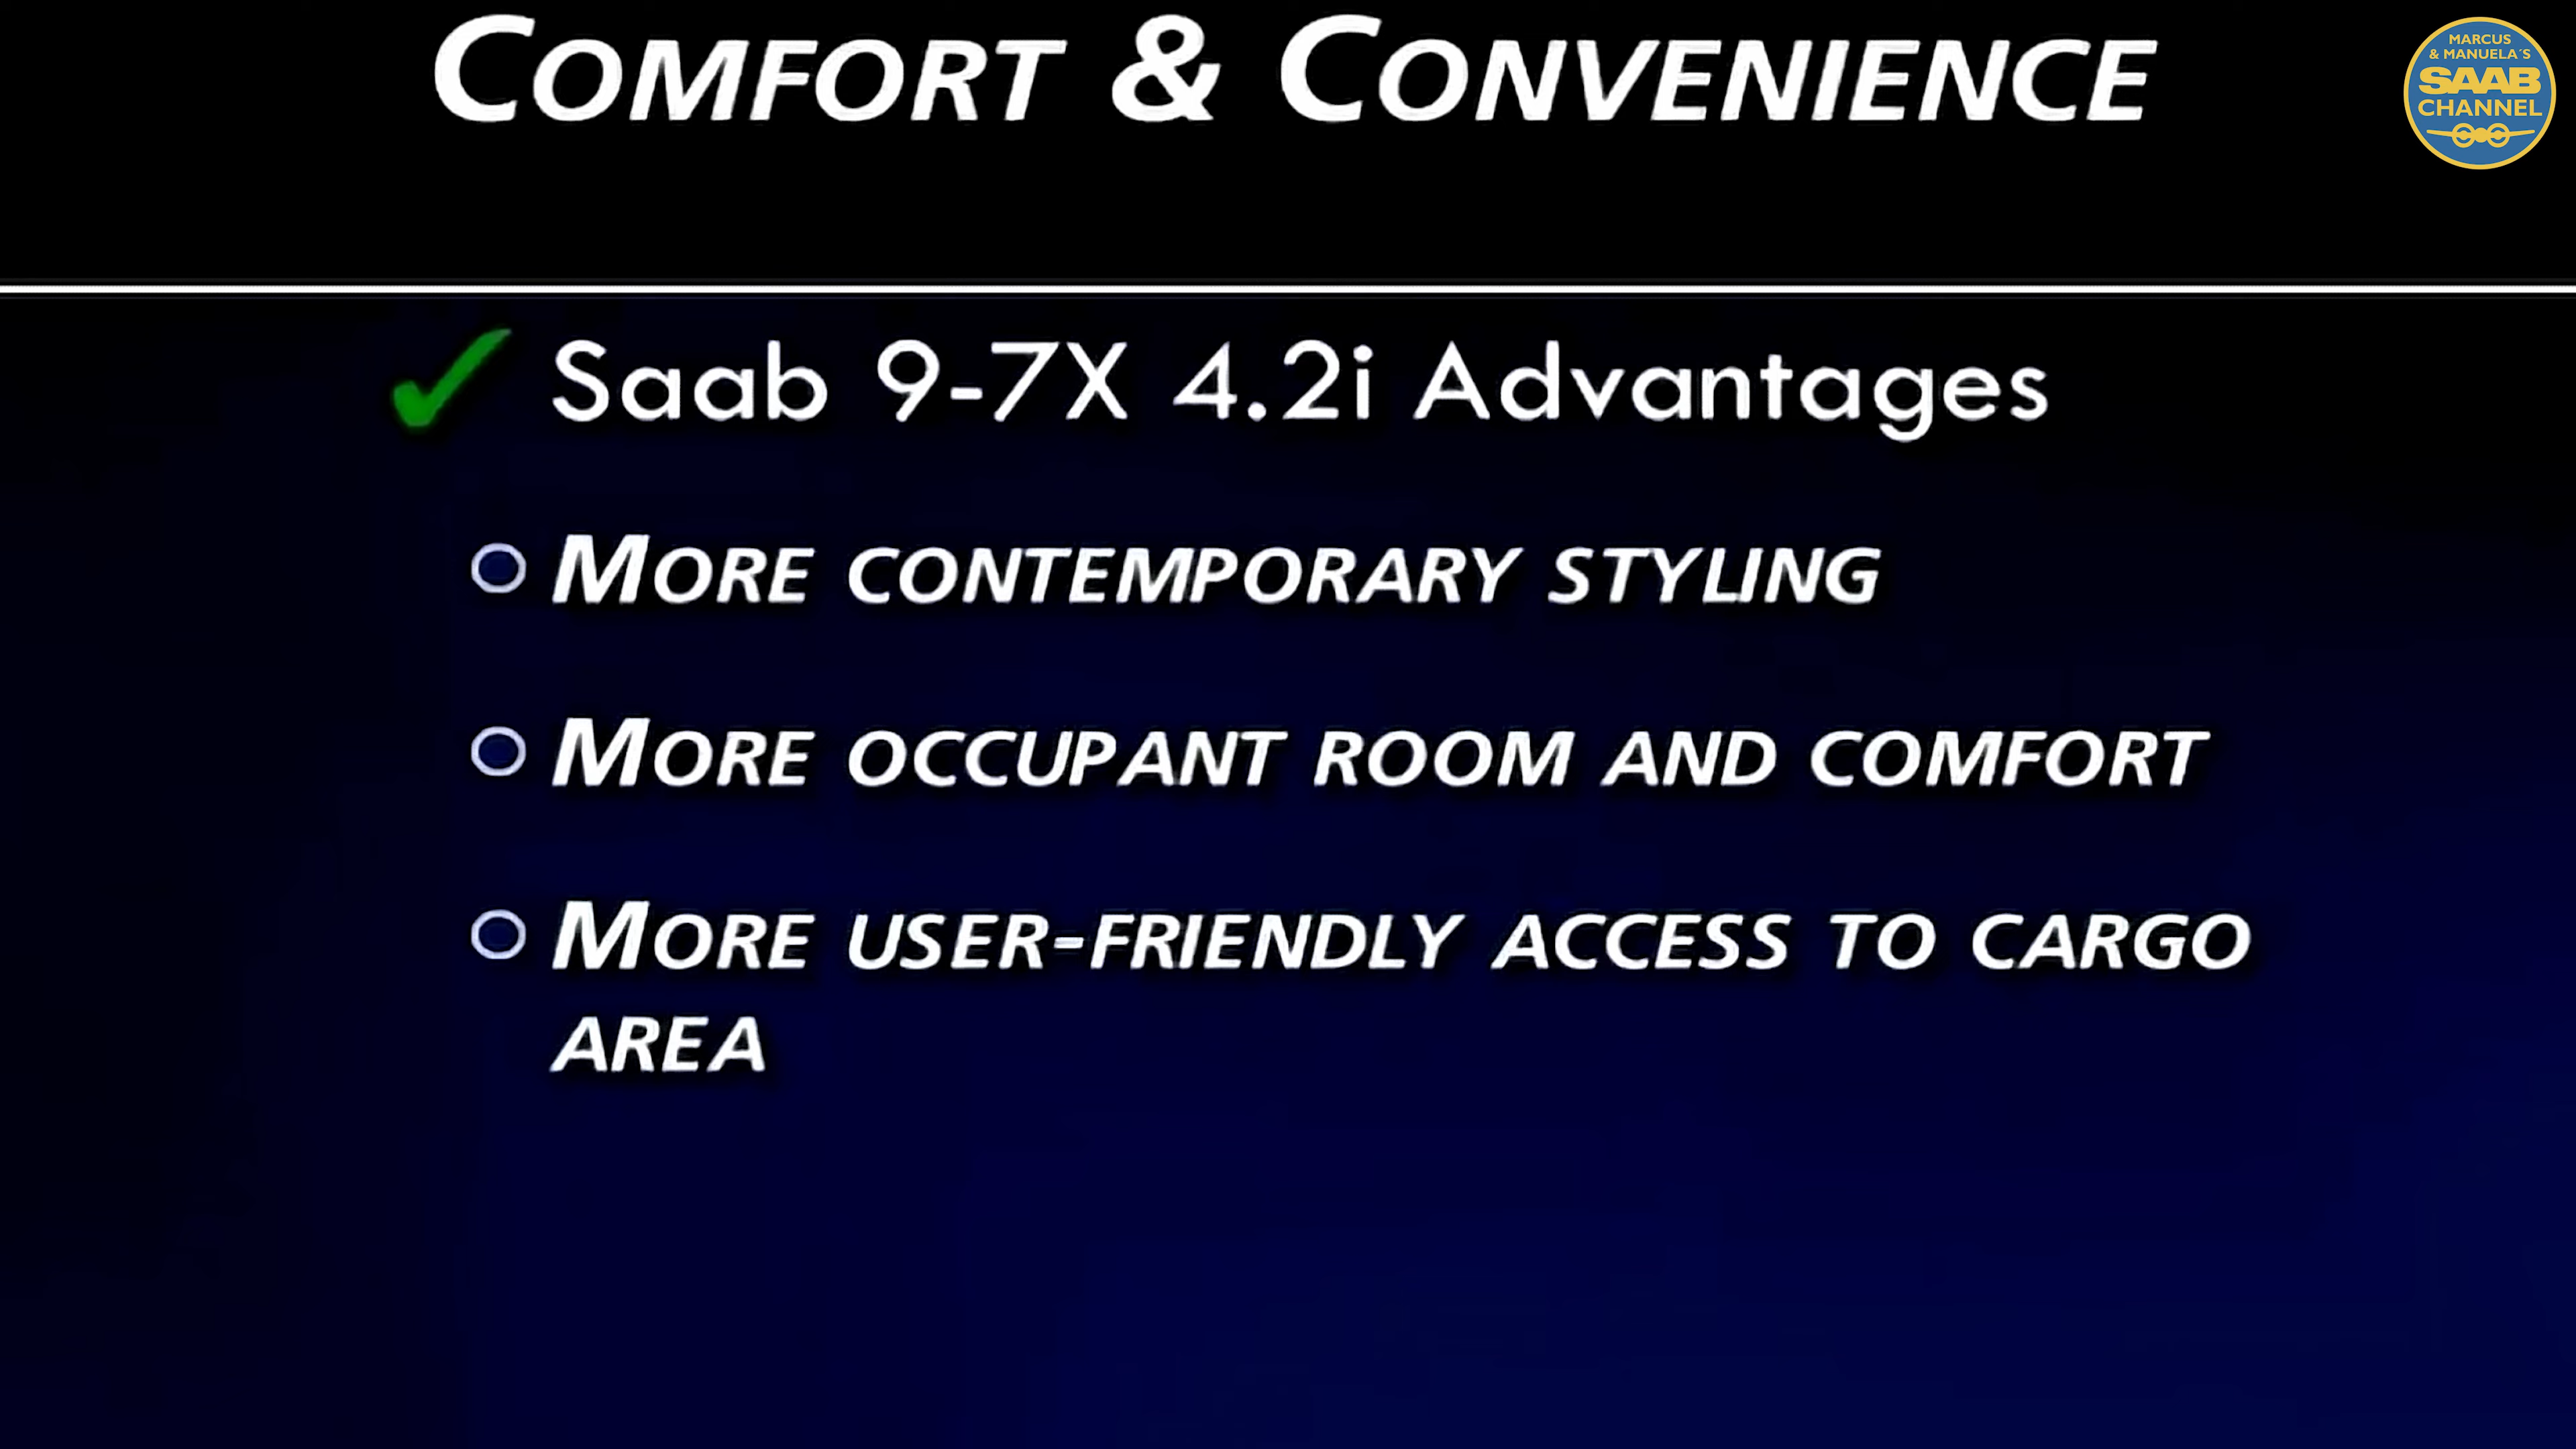 COMFORT & CONVENIENCE
MARCUS
& MANUELA´S
SAAB
CHANNEL
Saab 9-7X 4.2i Advantages
MORE CONTEMPORARY STYLING
MORE OCCUPANT ROOM AND COMFORT
MORE USER-FRIENDLY ACCESS TO CARGO
AREA